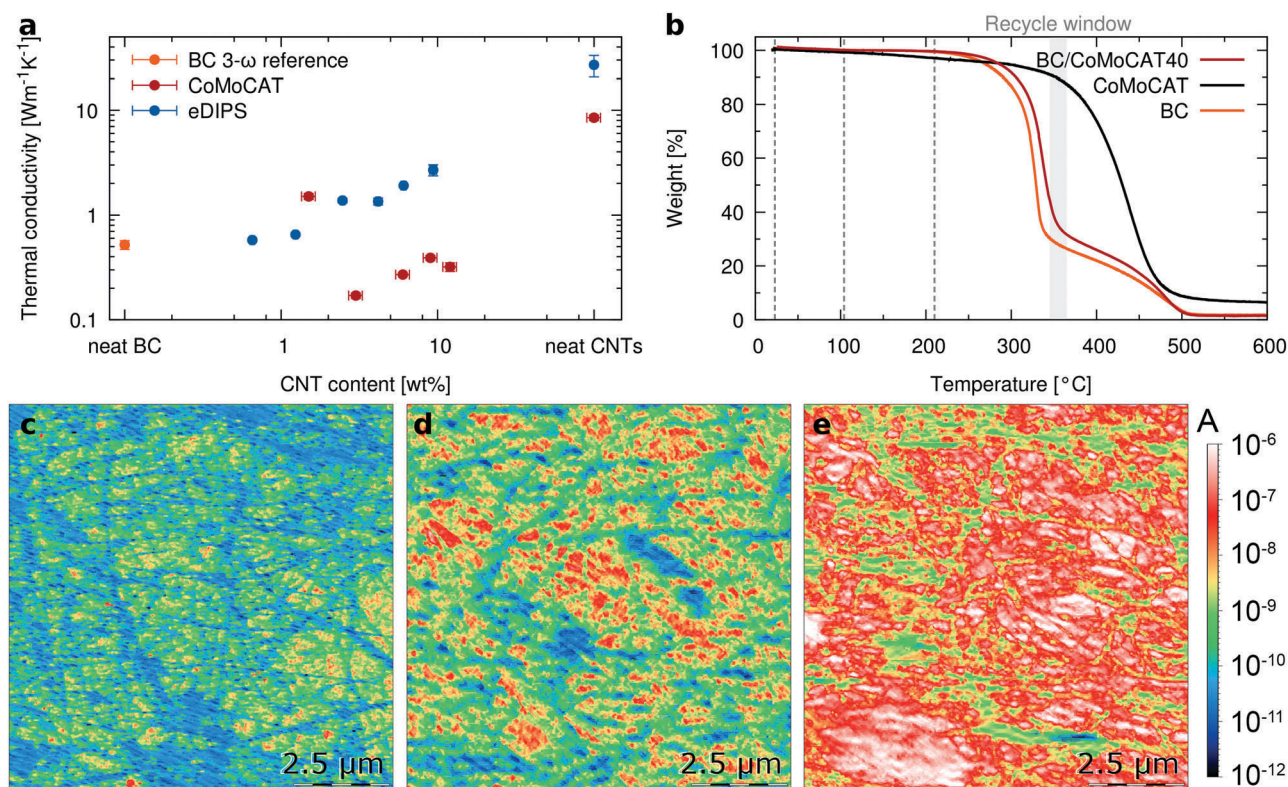 a
Thermal conductivity [Wm⁻¹K⁻¹]
10
1
0.1
BC 3-ω reference
CoMoCAT
eDIPS
neat BC
1
10
neat CNTs
CNT content [wt%]
b
Recycle window
Weight [%]
100
80
60
40
20
0
BC/CoMoCAT40
CoMoCAT
BC
0
100
200
300
400
500
600
Temperature [°C]
c
2.5 µm
d
2.5 µm
e
2.5 µm
A
10⁻⁶
10⁻⁷
10⁻⁸
10⁻⁹
10⁻¹⁰
10⁻¹¹
10⁻¹²